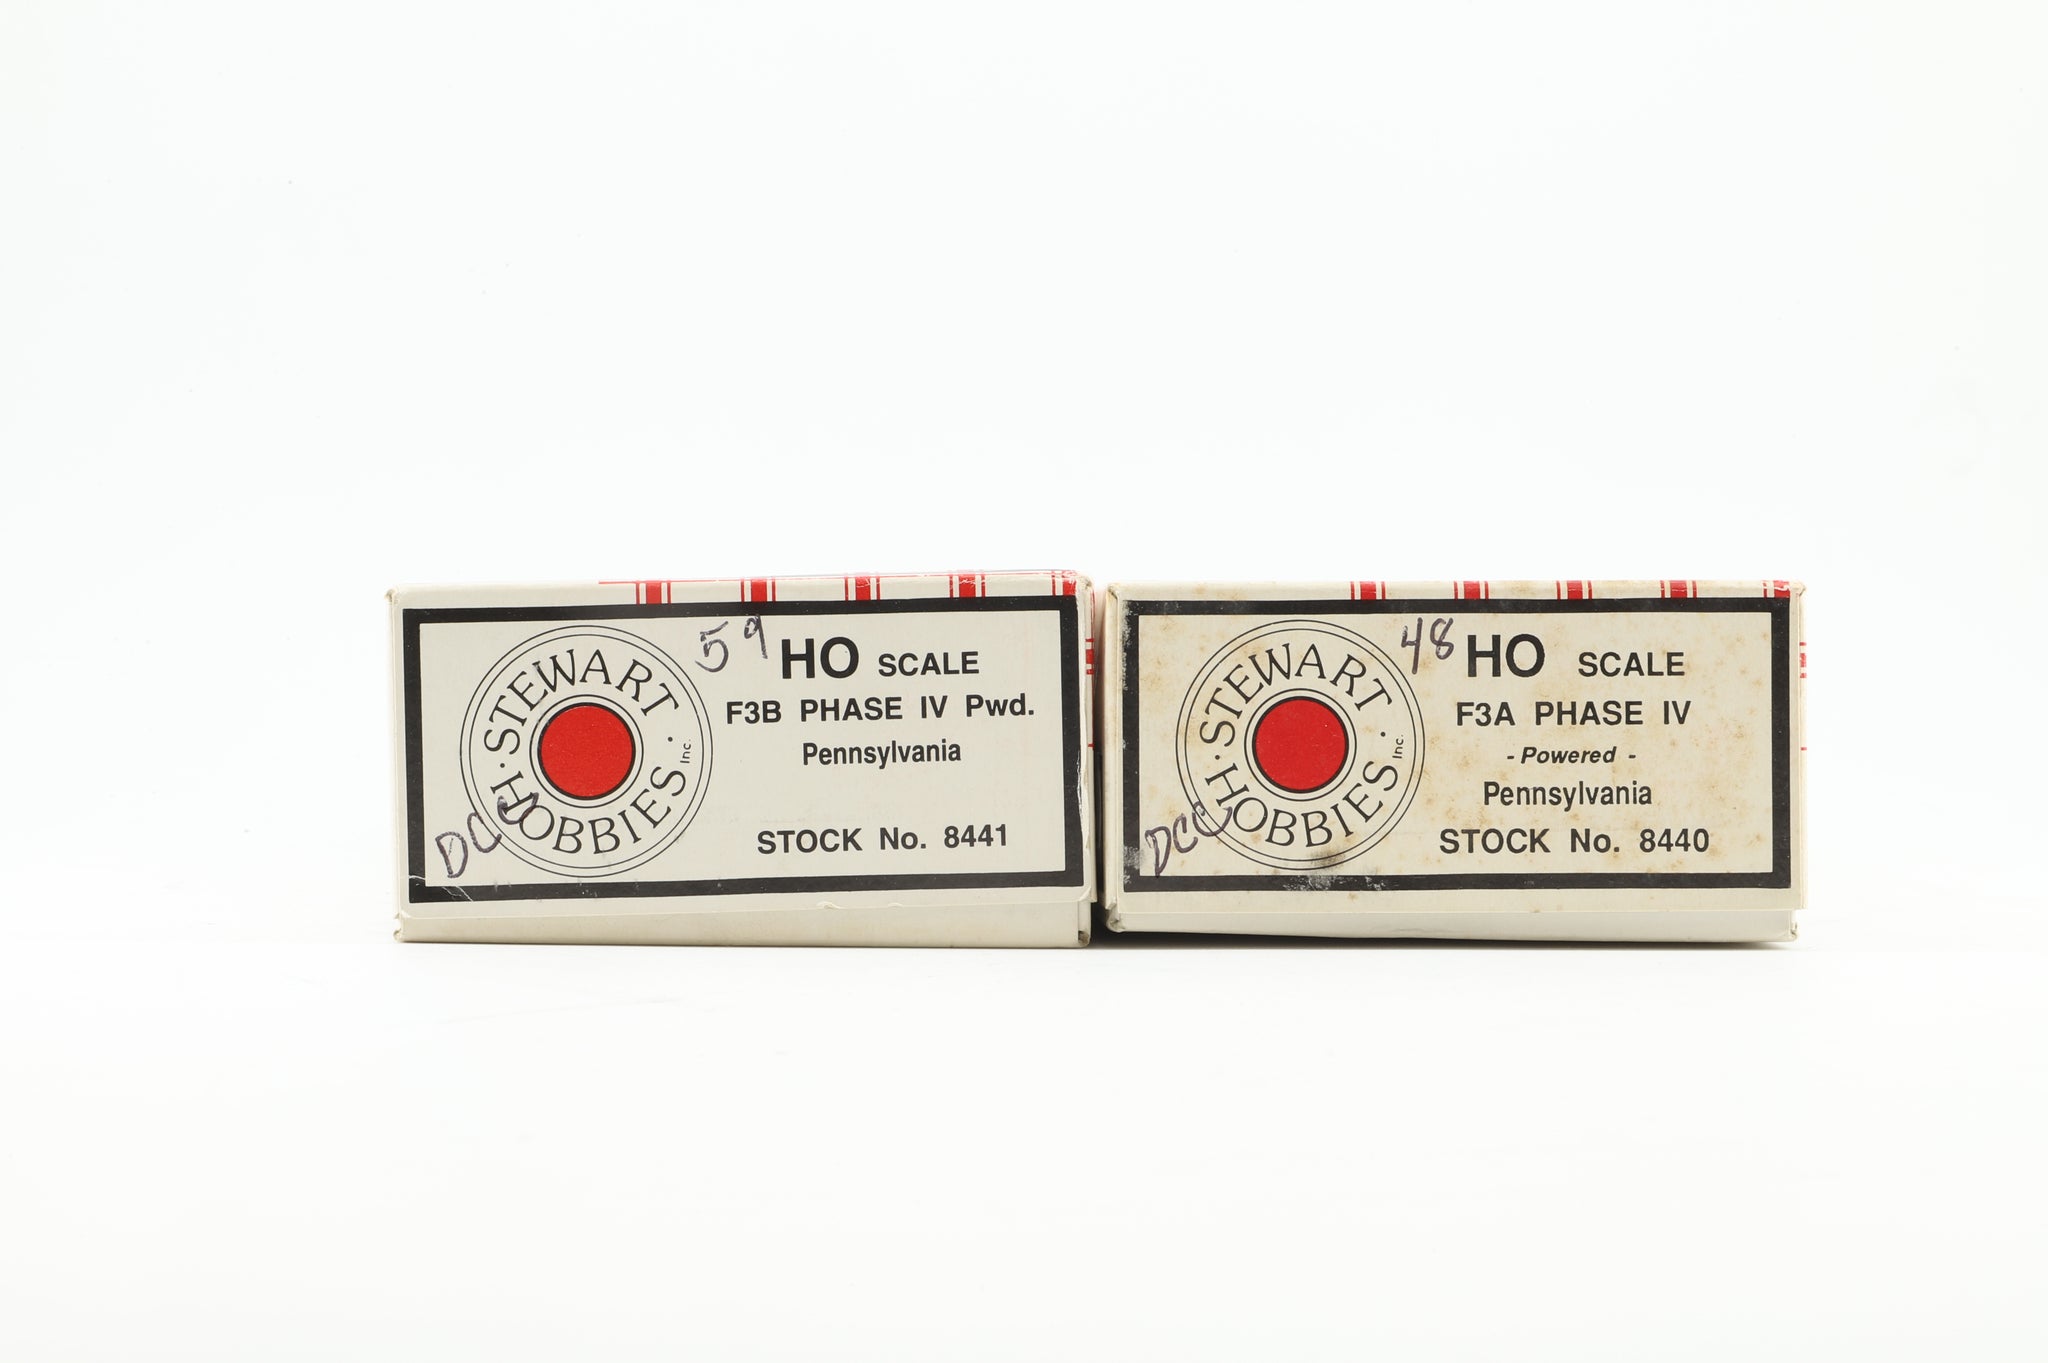 59
HO SCALE
F3B PHASE IV Pwd.
Pennsylvania
STOCK No. 8441
· STEWART ·
HOBBIES Inc.
DCC
48
HO SCALE
F3A PHASE IV
- Powered -
Pennsylvania
STOCK No. 8440
· STEWART ·
HOBBIES Inc.
DCC